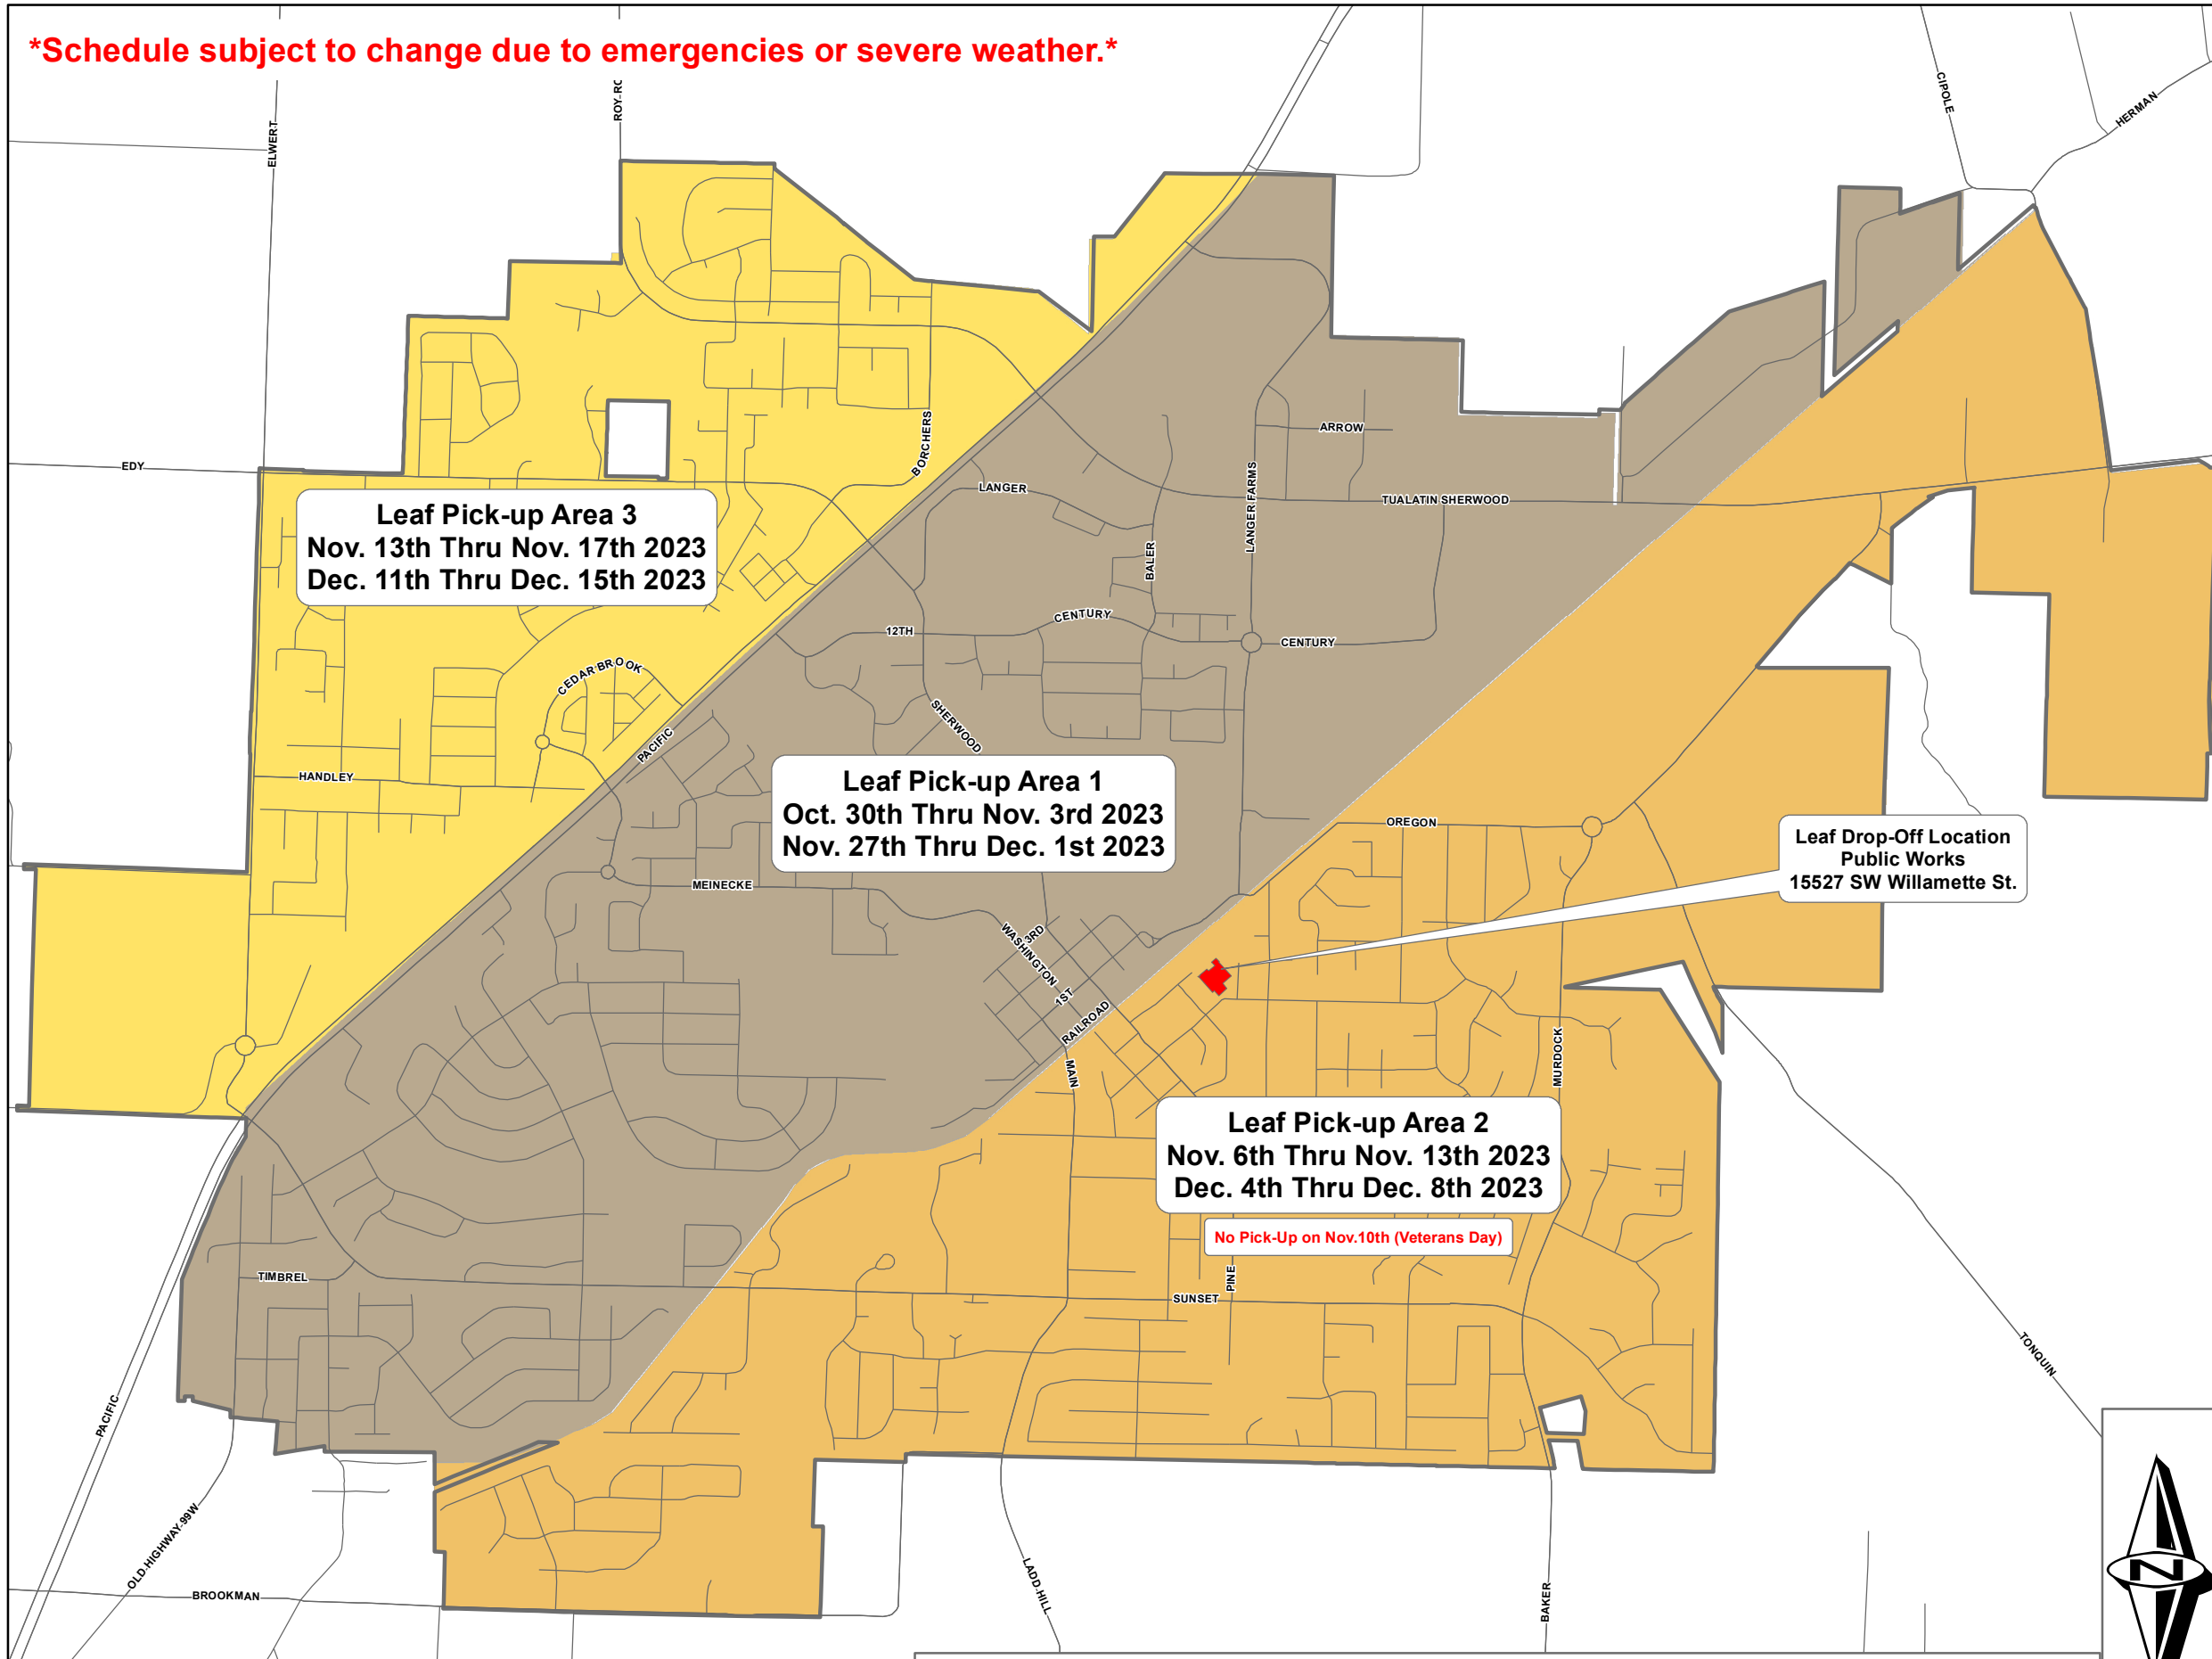 *Schedule subject to change due to emergencies or severe weather.*
ELWERT
CIPOLE
HERMAN
BORCHERS
ARROW
EDY
LANGER
LANGER FARMS
TUALATIN SHERWOOD
Leaf Pick-up Area 3
Nov. 13th Thru Nov. 17th 2023
Dec. 11th Thru Dec. 15th 2023
BALER
CENTURY
12TH
CENTURY
CEDAR BROOK
SHERWOOD
PACIFIC
HANDLEY
Leaf Pick-up Area 1
Oct. 30th Thru Nov. 3rd 2023
Nov. 27th Thru Dec. 1st 2023
OREGON
Leaf Drop-Off Location
Public Works
15527 SW Willamette St.
MEINECKE
WASHINGTON
3RD
1ST
RAILROAD
MAIN
MURDOCK
Leaf Pick-up Area 2
Nov. 6th Thru Nov. 13th 2023
Dec. 4th Thru Dec. 8th 2023
No Pick-Up on Nov.10th (Veterans Day)
TIMBREL
PINE
SUNSET
TONQUIN
PACIFIC
OLD HIGHWAY 99W
BROOKMAN
LADD HILL
BAKER
N